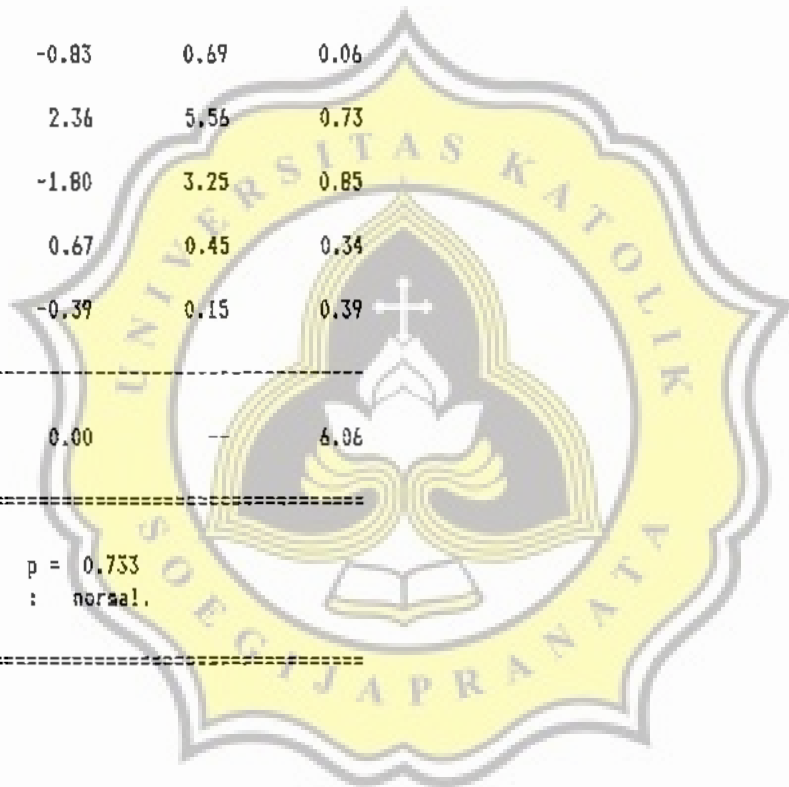 -0.83 0.69 0.06
2.36 5.56 0.73
-1.80 3.25 0.85
0.67 0.45 0.34
-0.39 0.15 0.39
--------------------------------
0.00 -- 6.06
================================
p = 0.733
: normal.
================================
UNIVERSITAS KATOLIK
SOEGIJAPRANATA